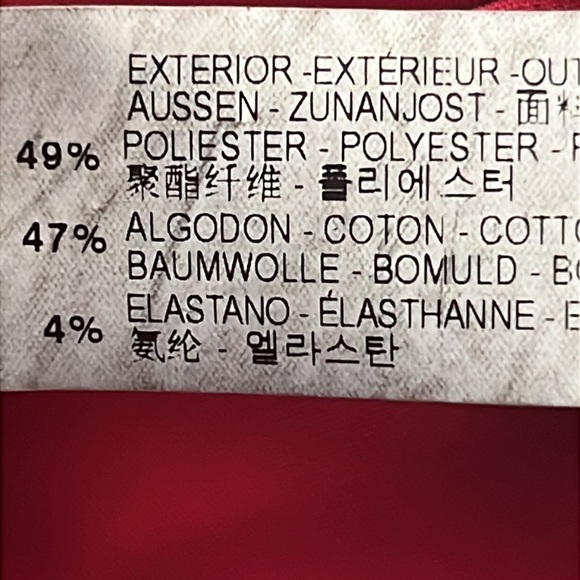 EXTERIOR - EXTÉRIEUR - OUT
AUSSEN - ZUNANJOST - 面料
49% POLIESTER - POLYESTER -
聚酯纤维 - 폴리에스터
47% ALGODON - COTON - COTTO
BAUMWOLLE - BOMULD - BO
4% ELASTANO - ÉLASTHANNE - E
氨纶 - 엘라스탄